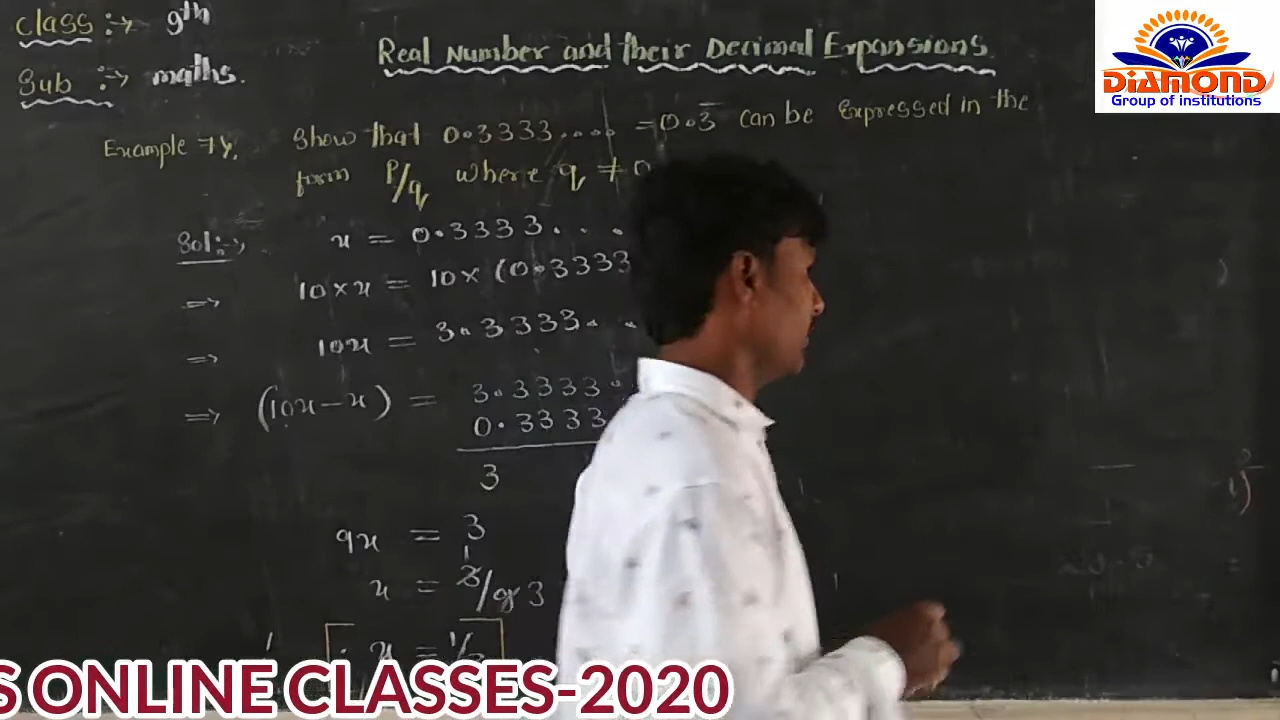 Class :→ 9th
Sub :→ maths.
Real Number and their Decimal Expansions
DIAMOND
Group of institutions
Show that 0.3333.... = 0.3̅ can be Expressed in the
Example
form P/q where q ≠ 0
Sol:→ x = 0.3333...
⇒ 10×x = 10×(0.3333
⇒ 10x = 3.3333..
⇒ (10x-x) = 3.3333.
0.3333
3
9x = 3
1
x = 3/9 3
x = 1/3
S ONLINE CLASSES-2020